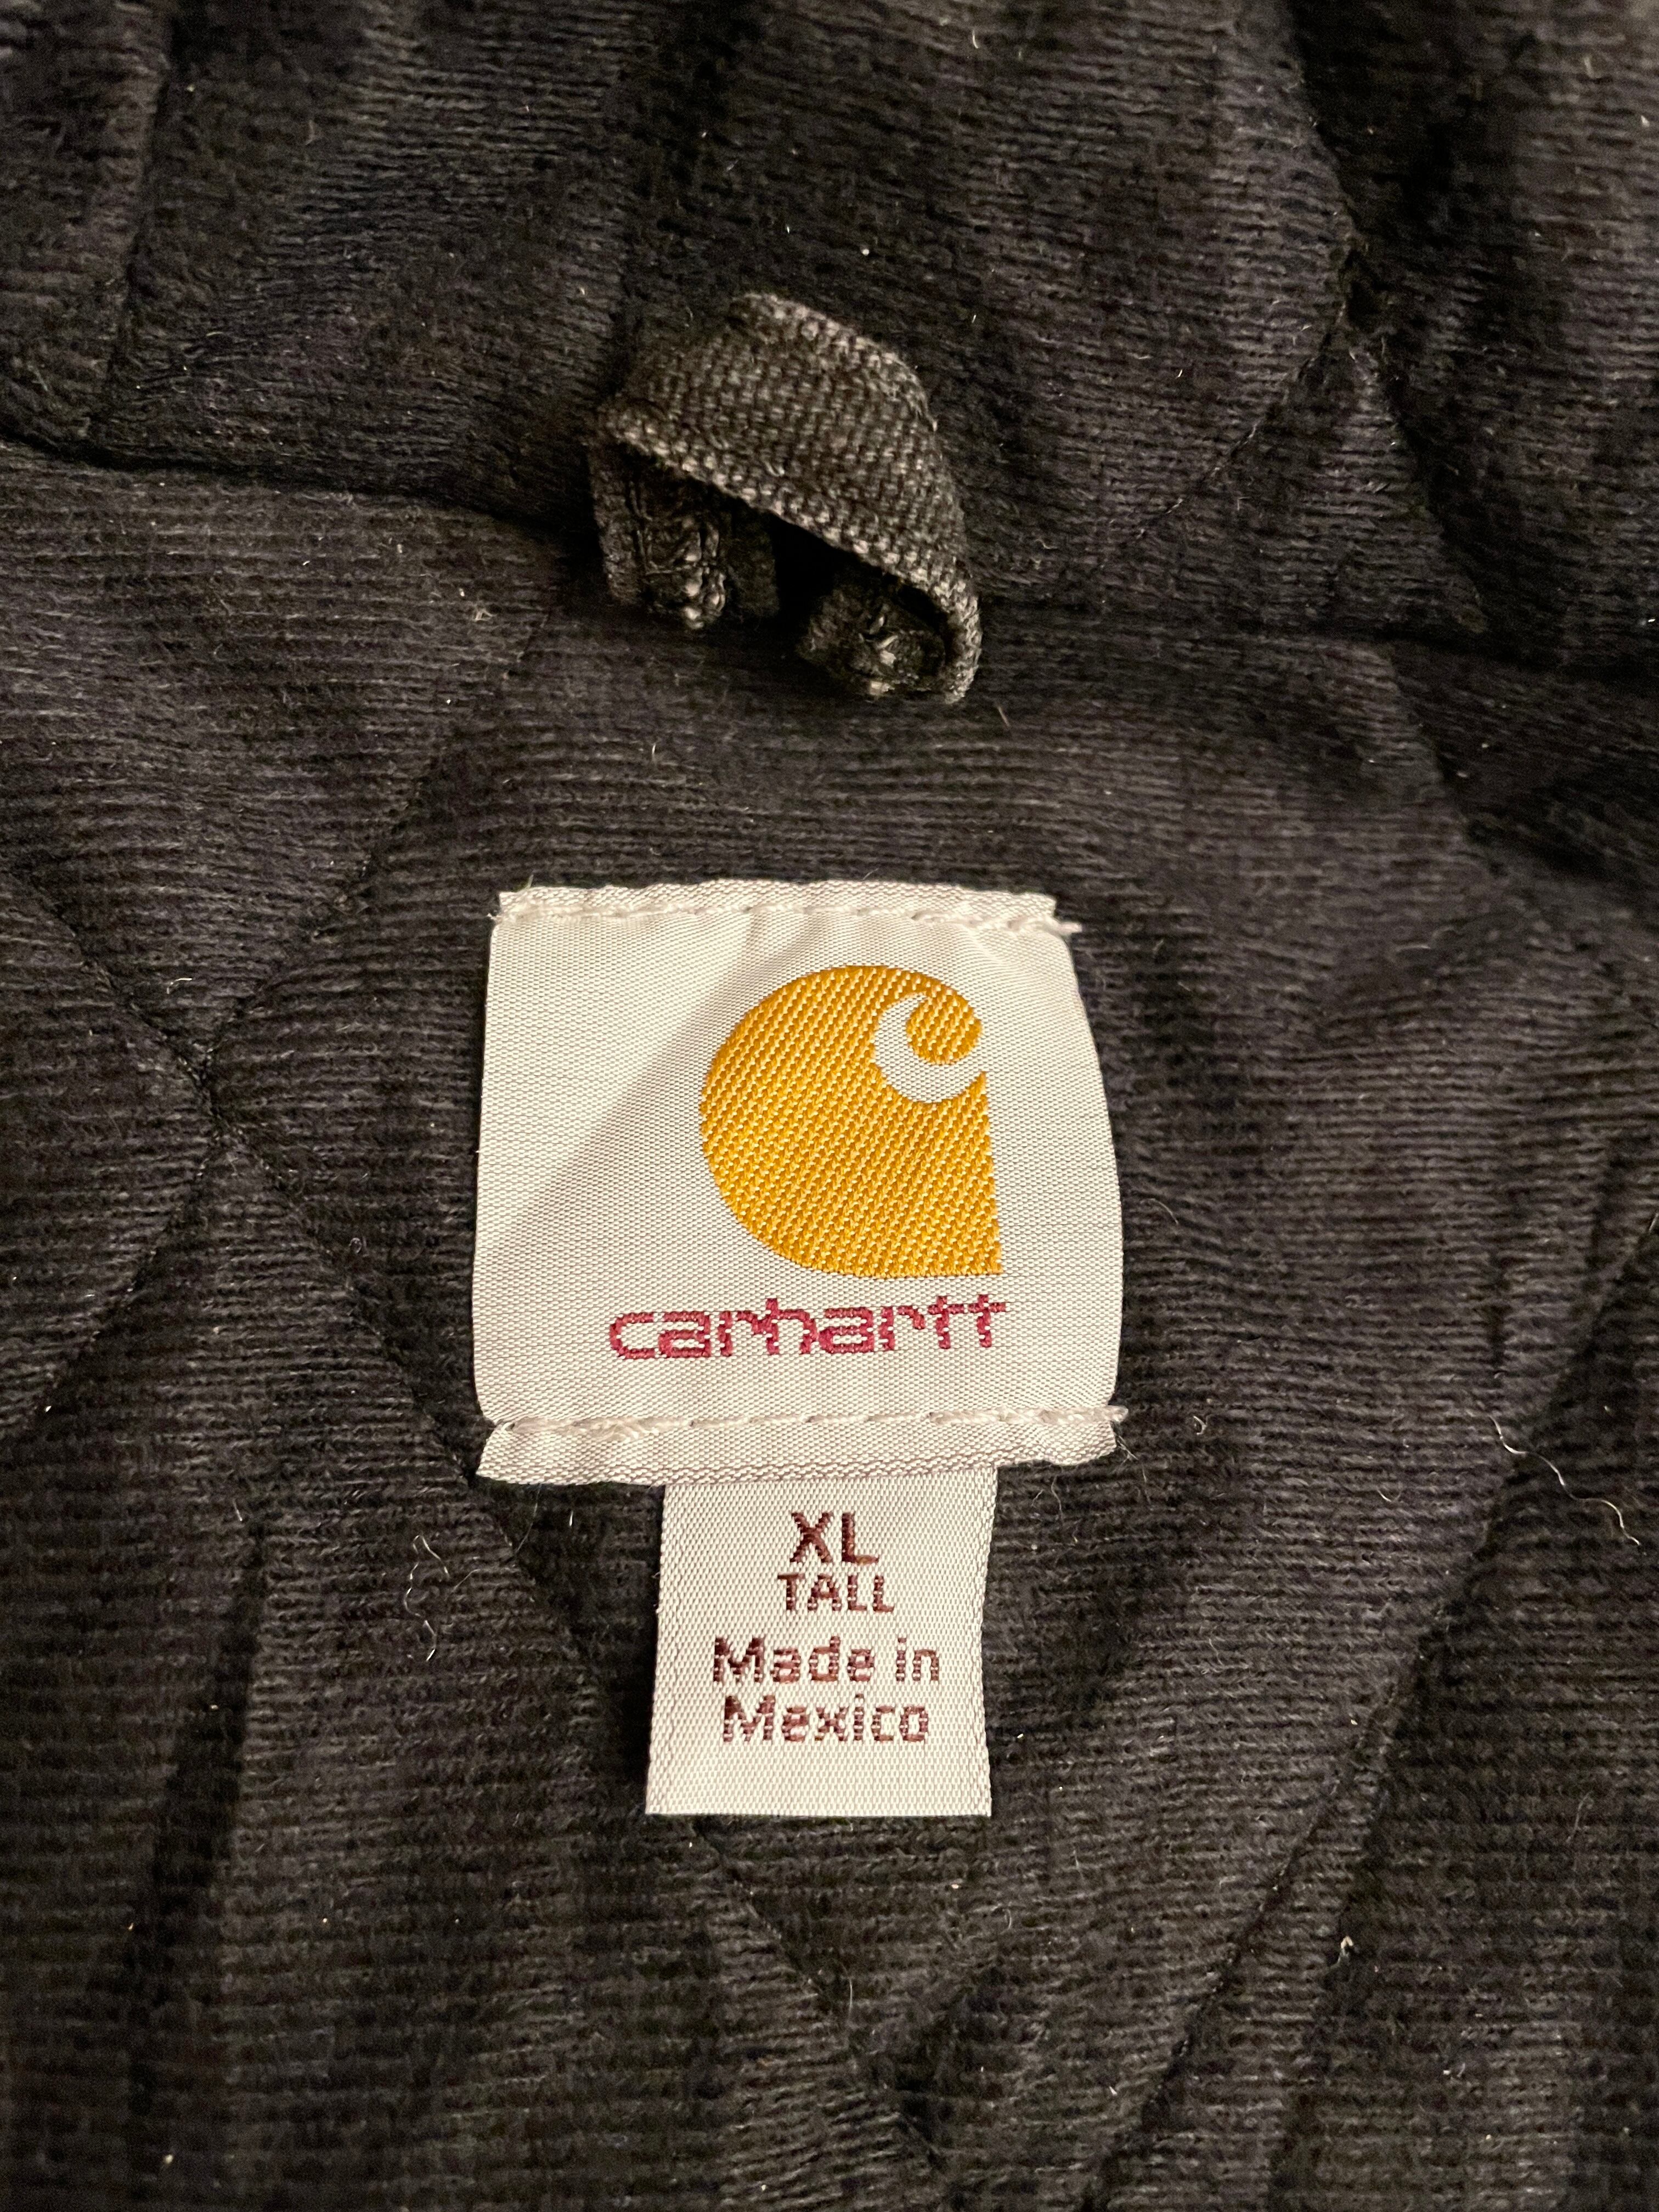 carhartt
XL
TALL
Made in
Mexico